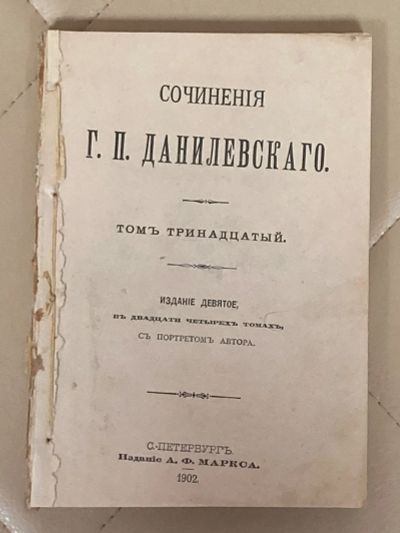 СОЧИНЕНІЯ
Г. П. ДАНИЛЕВСКАГО.
ТОМЪ ТРИНАДЦАТЫЙ.
ИЗДАНІЕ ДЕВЯТОЕ,
ВЪ ДВАДЦАТИ ЧЕТЫРЕХЪ ТОМАХЪ,
СЪ ПОРТРЕТОМЪ АВТОРА.
С.-ПЕТЕРБУРГЪ.
Изданіе А. Ф. МАРКСА.
1902.